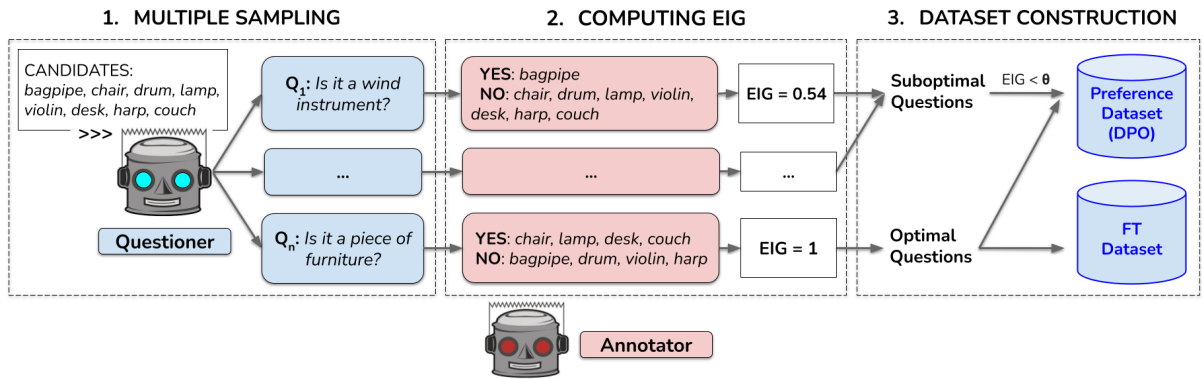 1. MULTIPLE SAMPLING
CANDIDATES:
bagpipe, chair, drum, lamp,
violin, desk, harp, couch
>>>
Questioner
Q1: Is it a wind
instrument?
...
Qn: Is it a piece of
furniture?
2. COMPUTING EIG
YES: bagpipe
NO: chair, drum, lamp, violin,
desk, harp, couch
EIG = 0.54
...
...
YES: chair, lamp, desk, couch
NO: bagpipe, drum, violin, harp
EIG = 1
Annotator
3. DATASET CONSTRUCTION
Suboptimal
Questions
EIG < θ
Preference
Dataset
(DPO)
Optimal
Questions
FT
Dataset